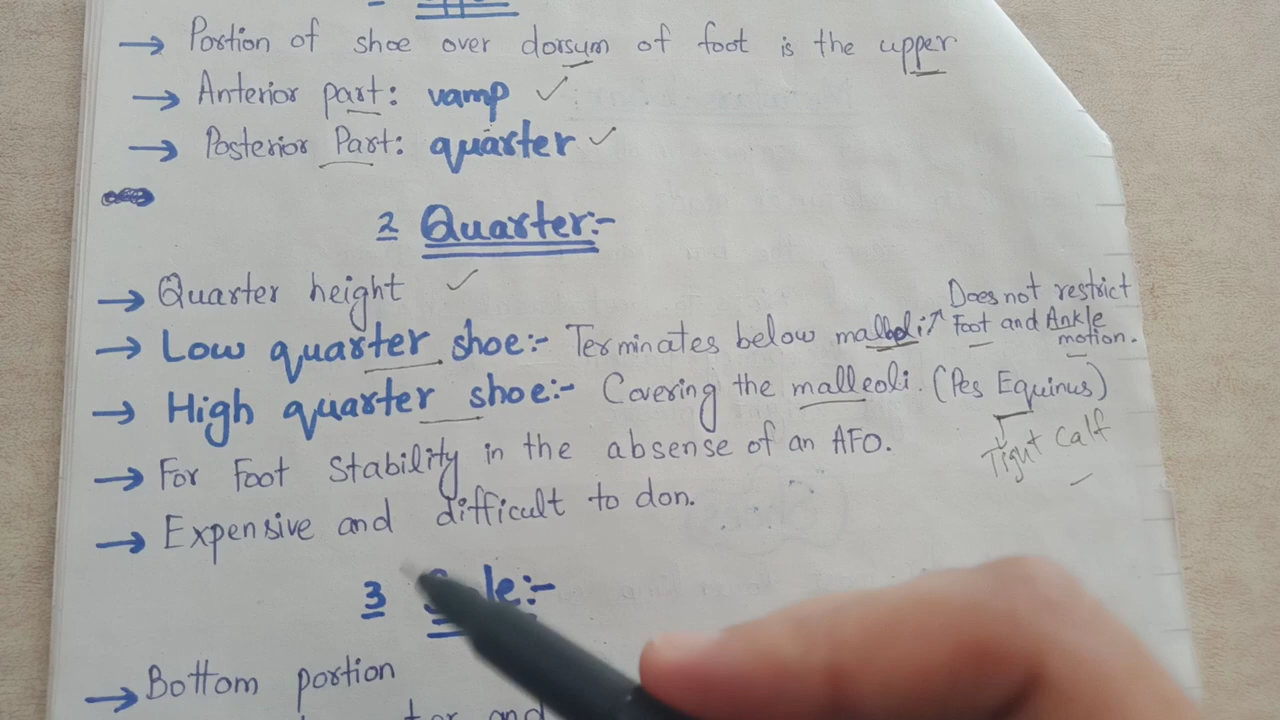 → Portion of shoe over dorsum of foot is the upper
→ Anterior part: vamp ✓
→ Posterior Part: quarter ✓
2 Quarter:-
→ Quarter height ✓
→ Low quarter shoe:- Terminates below malleoli ↗ Does not restrict Foot and Ankle motion.
→ High quarter shoe:- Covering the malleoli. (Pes Equinus)
Tight Calf
→ For Foot Stability in the absense of an AFO.
→ Expensive and difficult to don.
3
→ Bottom portion
and